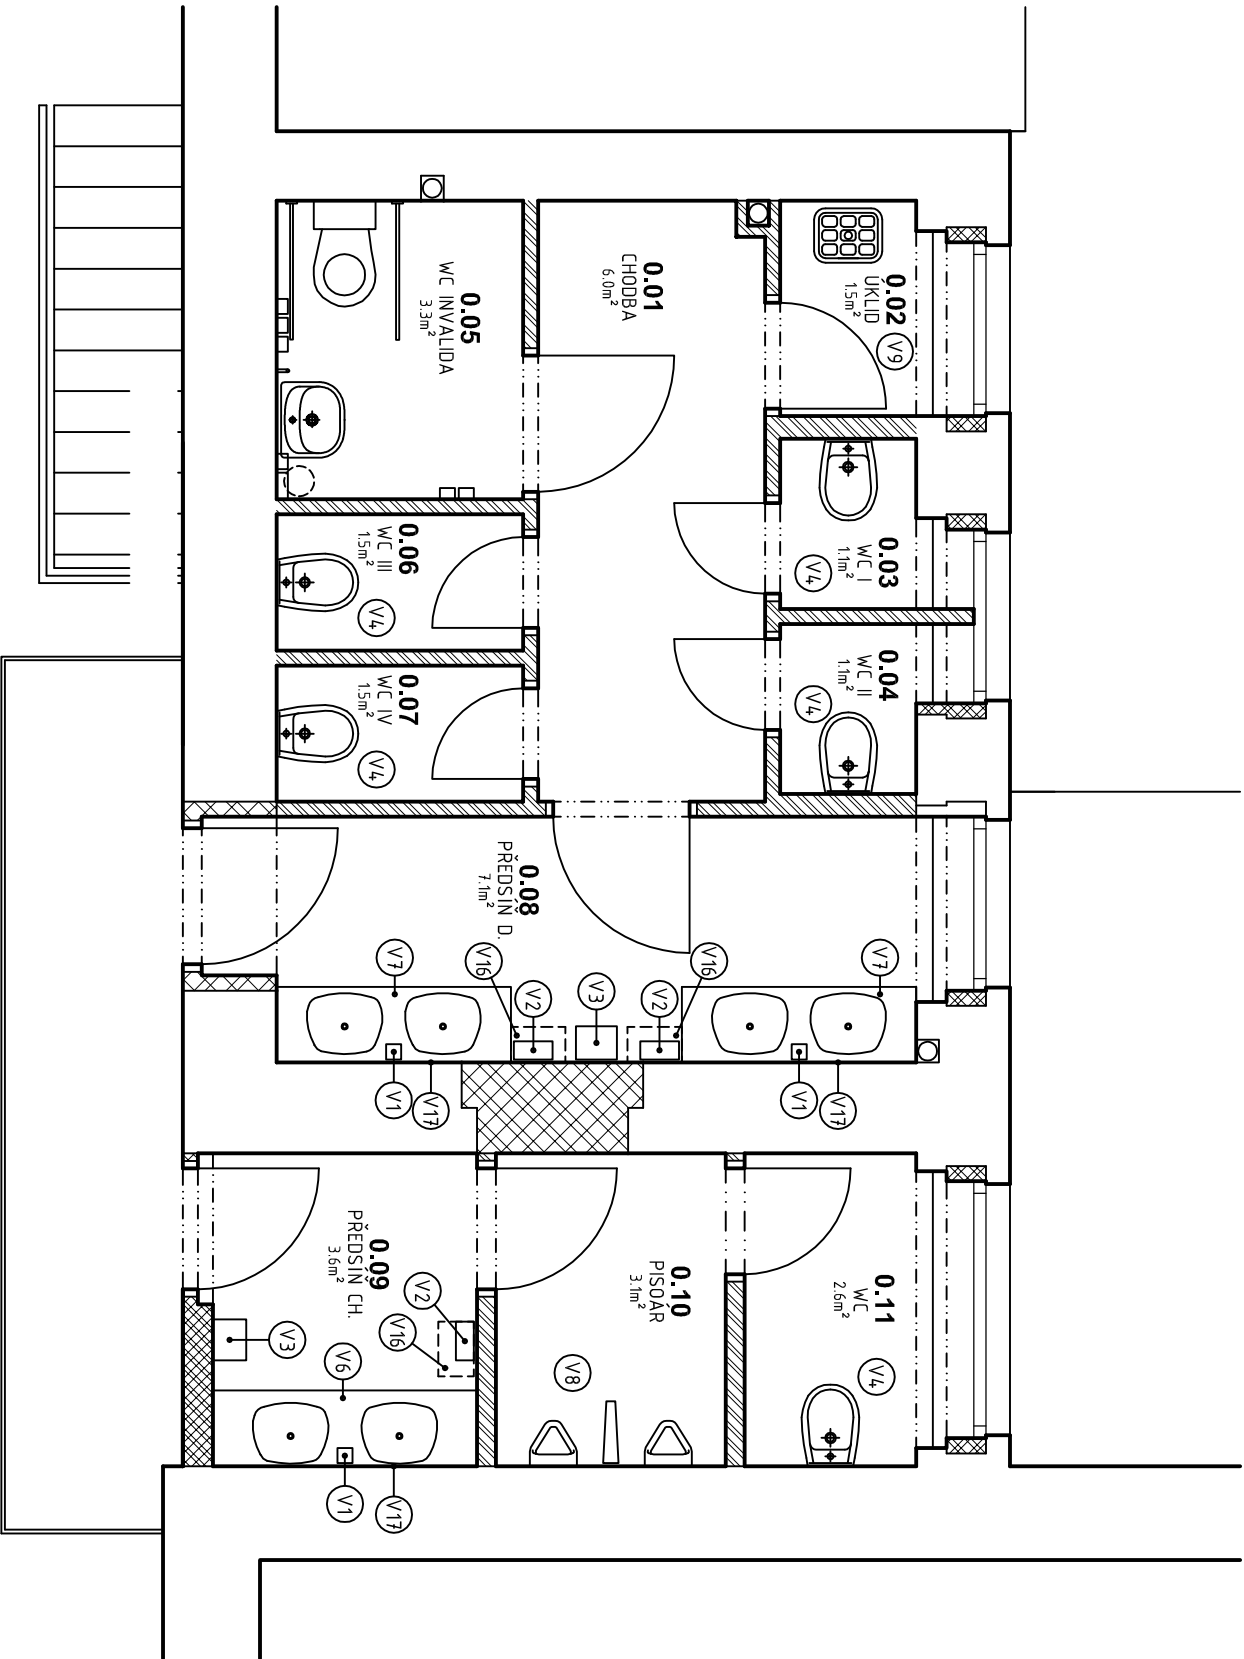 0.01
CHODBA
6.0m²
0.02
ÚKLID
1.5m²
V9
0.03
WC I
1.1m²
V4
0.04
WC II
1.1m²
V4
0.05
WC INVALIDA
3.3m²
0.06
WC III
1.5m²
V4
0.07
WC IV
1.5m²
V4
0.08
PŘEDSÍŇ D.
7.1m²
V7
V16
V2
V3
V2
V16
V7
V1
V17
V1
V17
0.09
PŘEDSÍŇ CH.
3.6m²
V2
V16
V3
V6
V1
V17
0.10
PISOÁR
3.1m²
V8
0.11
WC
2.6m²
V4